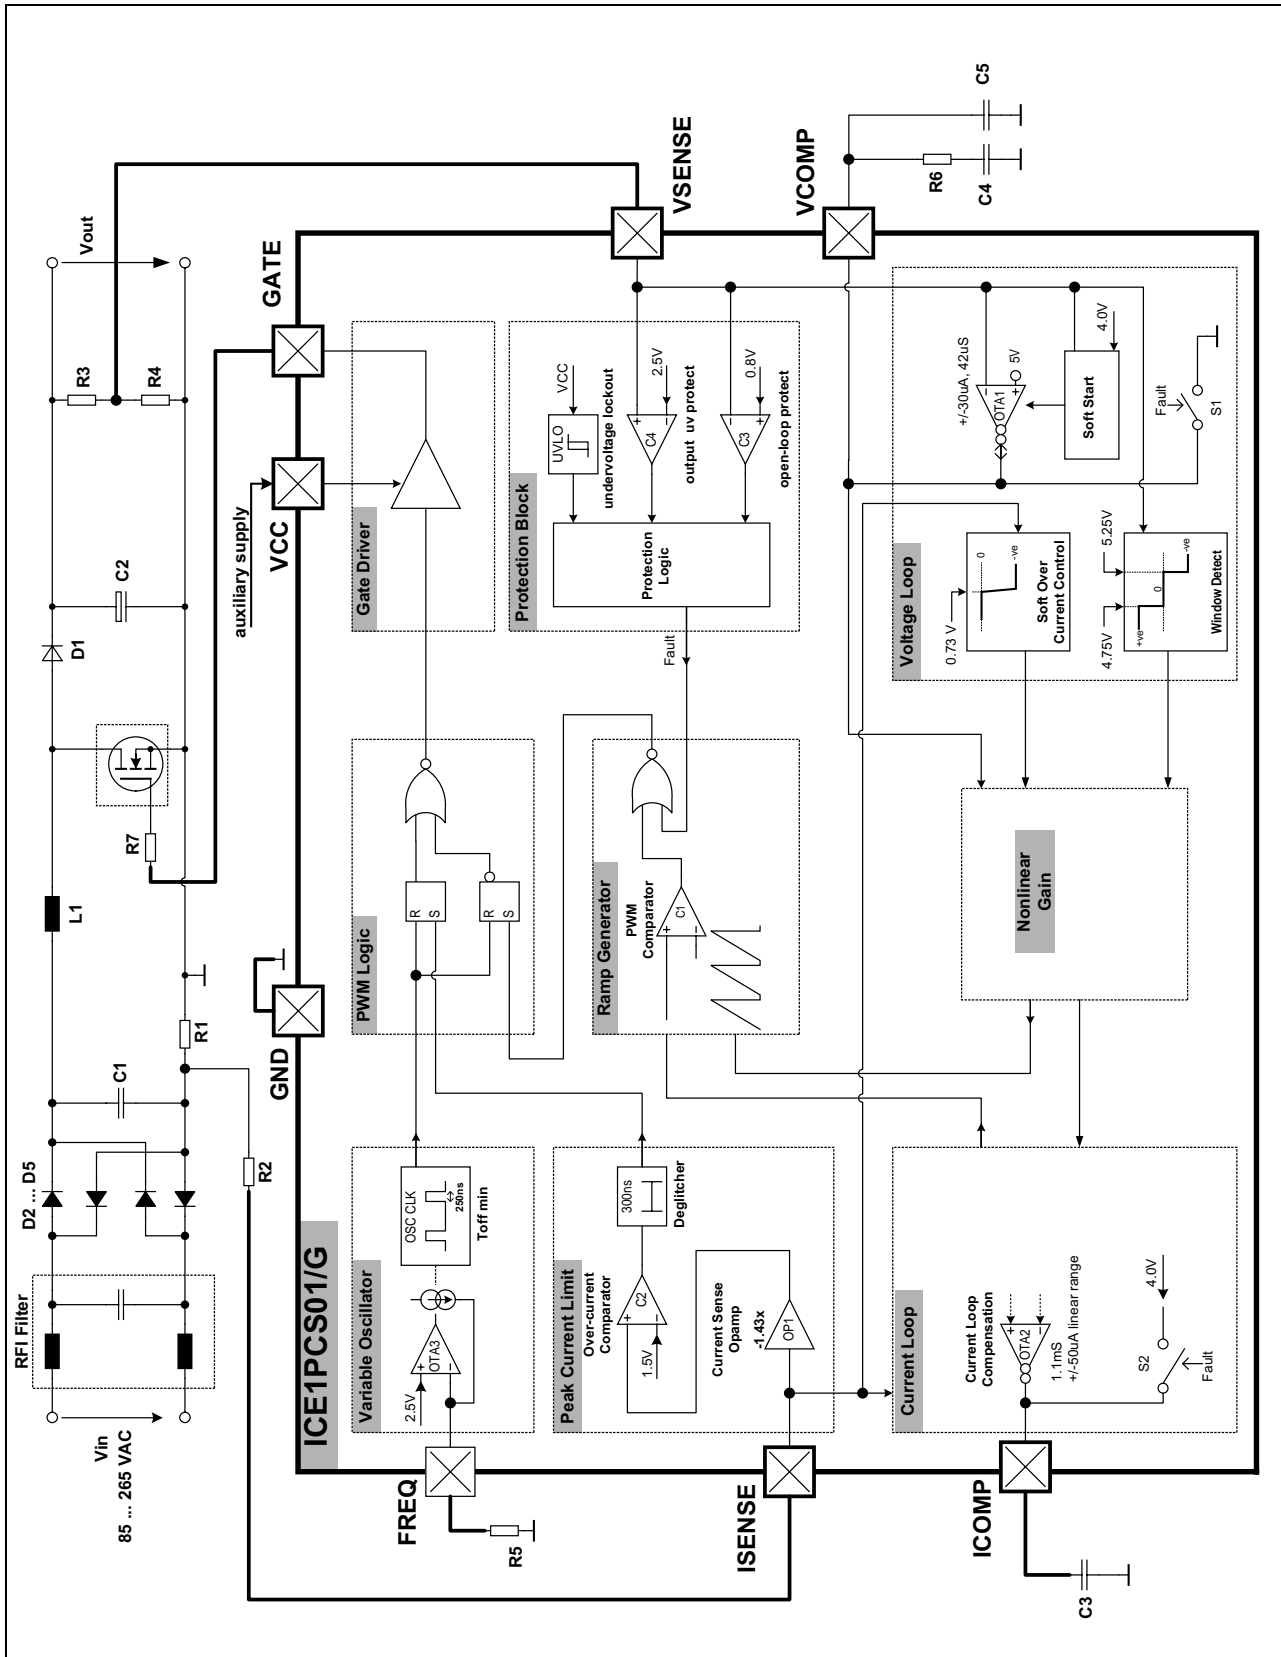 Vin
85 ... 265 VAC
RFI Filter
D2 ... D5
C1
R1
R2
L1
R7
D1
C2
R3
R4
Vout
auxiliary supply
GND
VCC
GATE
ICE1PCS01/G
FREQ
R5
Variable Oscillator
2.5V
+
−
OTA3
OSC CLK
250ns
Toff min
PWM Logic
R
S
R
S
Gate Driver
Peak Current Limit
Over-current
Comparator
1.5V
+
−
C2
300ns
Deglitcher
Current Sense
Opamp
-1.43x
OP1
ISENSE
Ramp Generator
PWM
Comparator
C1
+
−
Protection Block
Fault
Protection
Logic
UVLO
VCC
undervoltage lockout
C4
+
−
2.5V
output uv protect
C3
−
+
0.8V
open-loop protect
VSENSE
VCOMP
R6
C4
C5
Current Loop
Current Loop
Compensation
+
−
OTA2
1.1mS
+/-50uA linear range
S2
Fault
4.0V
ICOMP
C3
Nonlinear
Gain
Voltage Loop
0.73 V
0
-ve
Soft Over
Current Control
4.75V
5.25V
+ve
0
-ve
Window Detect
+/-30uA, 42uS
OTA1
−
+
5V
Soft Start
4.0V
Fault
S1